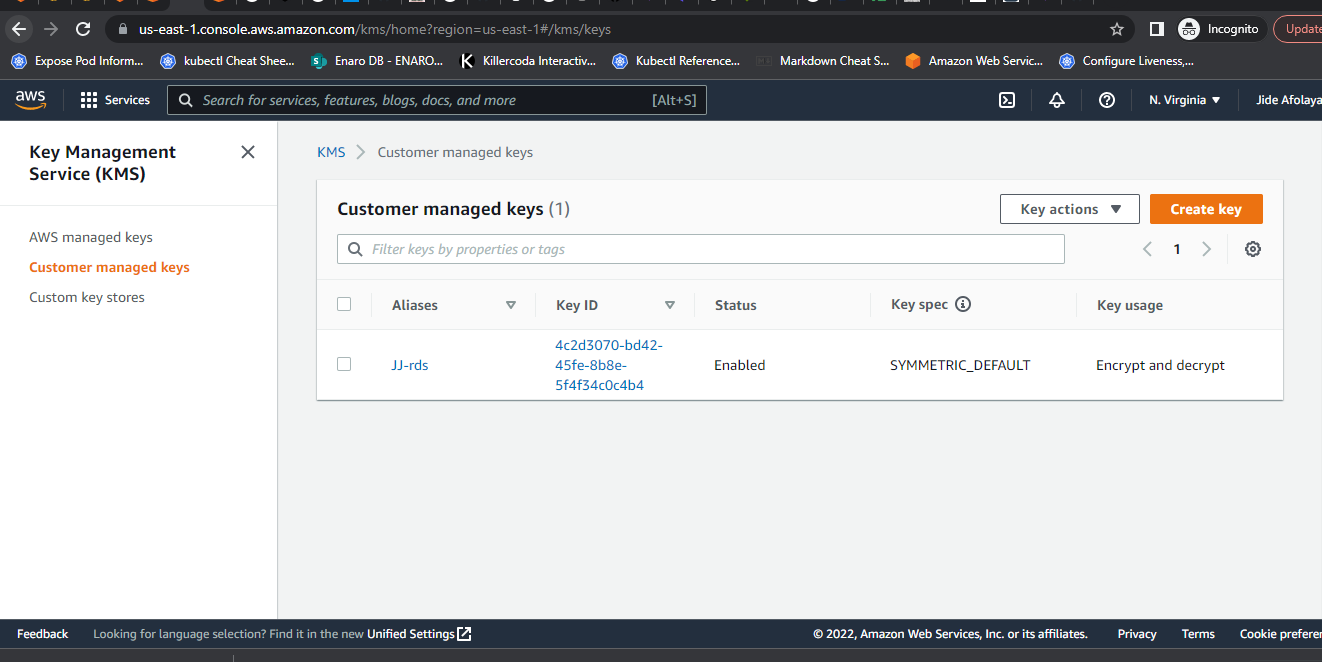 us-east-1.console.aws.amazon.com/kms/home?region=us-east-1#/kms/keys
Incognito
Update
Expose Pod Inform...
kubectl Cheat Shee...
Enaro DB - ENARO...
Killercoda Interactiv...
Kubectl Reference...
Markdown Cheat S...
Amazon Web Servic...
Configure Liveness,...
aws
Services
Search for services, features, blogs, docs, and more
[Alt+S]
N. Virginia
Jide Afolaya
Key Management
Service (KMS)
AWS managed keys
Customer managed keys
Custom key stores
KMS
Customer managed keys
Customer managed keys (1)
Key actions
Create key
Filter keys by properties or tags
1
Aliases
Key ID
Status
Key spec
Key usage
JJ-rds
4c2d3070-bd42-
45fe-8b8e-
5f4f34c0c4b4
Enabled
SYMMETRIC_DEFAULT
Encrypt and decrypt
Feedback
Looking for language selection? Find it in the new Unified Settings
© 2022, Amazon Web Services, Inc. or its affiliates.
Privacy
Terms
Cookie preferen